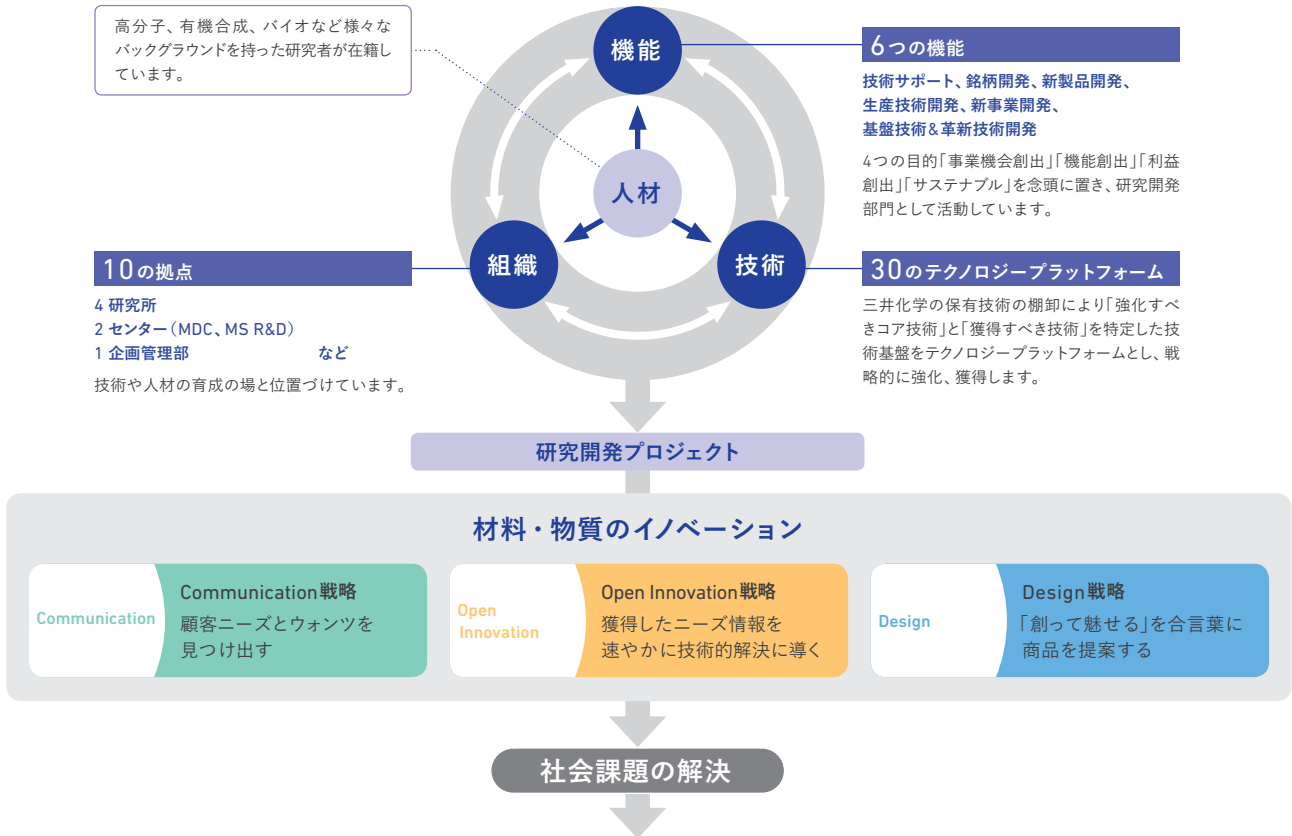 高分子、有機合成、バイオなど様々な
バックグラウンドを持った研究者が在籍し
ています。
機能
人材
組織
技術
6つの機能
技術サポート、銘柄開発、新製品開発、
生産技術開発、新事業開発、
基盤技術&革新技術開発
4つの目的「事業機会創出」「機能創出」「利益
創出」「サステナブル」を念頭に置き、研究開発
部門として活動しています。
10の拠点
4 研究所
2 センター（MDC、MS R&D）
1 企画管理部 など
技術や人材の育成の場と位置づけています。
30のテクノロジープラットフォーム
三井化学の保有技術の棚卸により「強化すべ
きコア技術」と「獲得すべき技術」を特定した技
術基盤をテクノロジープラットフォームとし、戦
略的に強化、獲得します。
研究開発プロジェクト
材料・物質のイノベーション
Communication
Communication戦略
顧客ニーズとウォンツを
見つけ出す
Open
Innovation
Open Innovation戦略
獲得したニーズ情報を
速やかに技術的解決に導く
Design
Design戦略
「創って魅せる」を合言葉に
商品を提案する
社会課題の解決